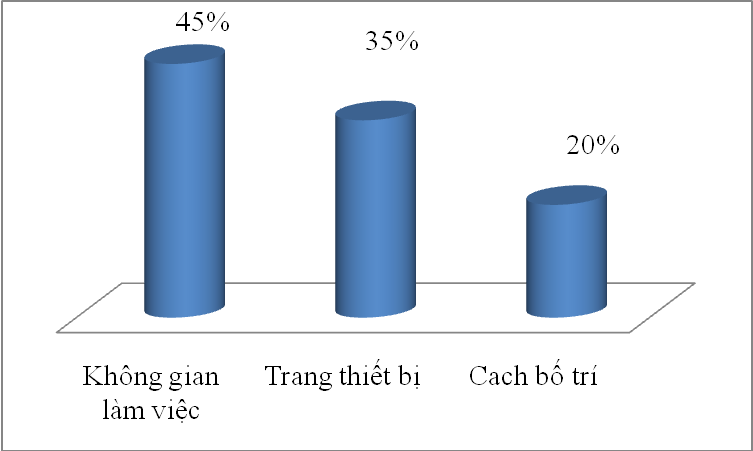 45%
35%
20%
Không gian
làm việc
Trang thiết bị
Cach bố trí